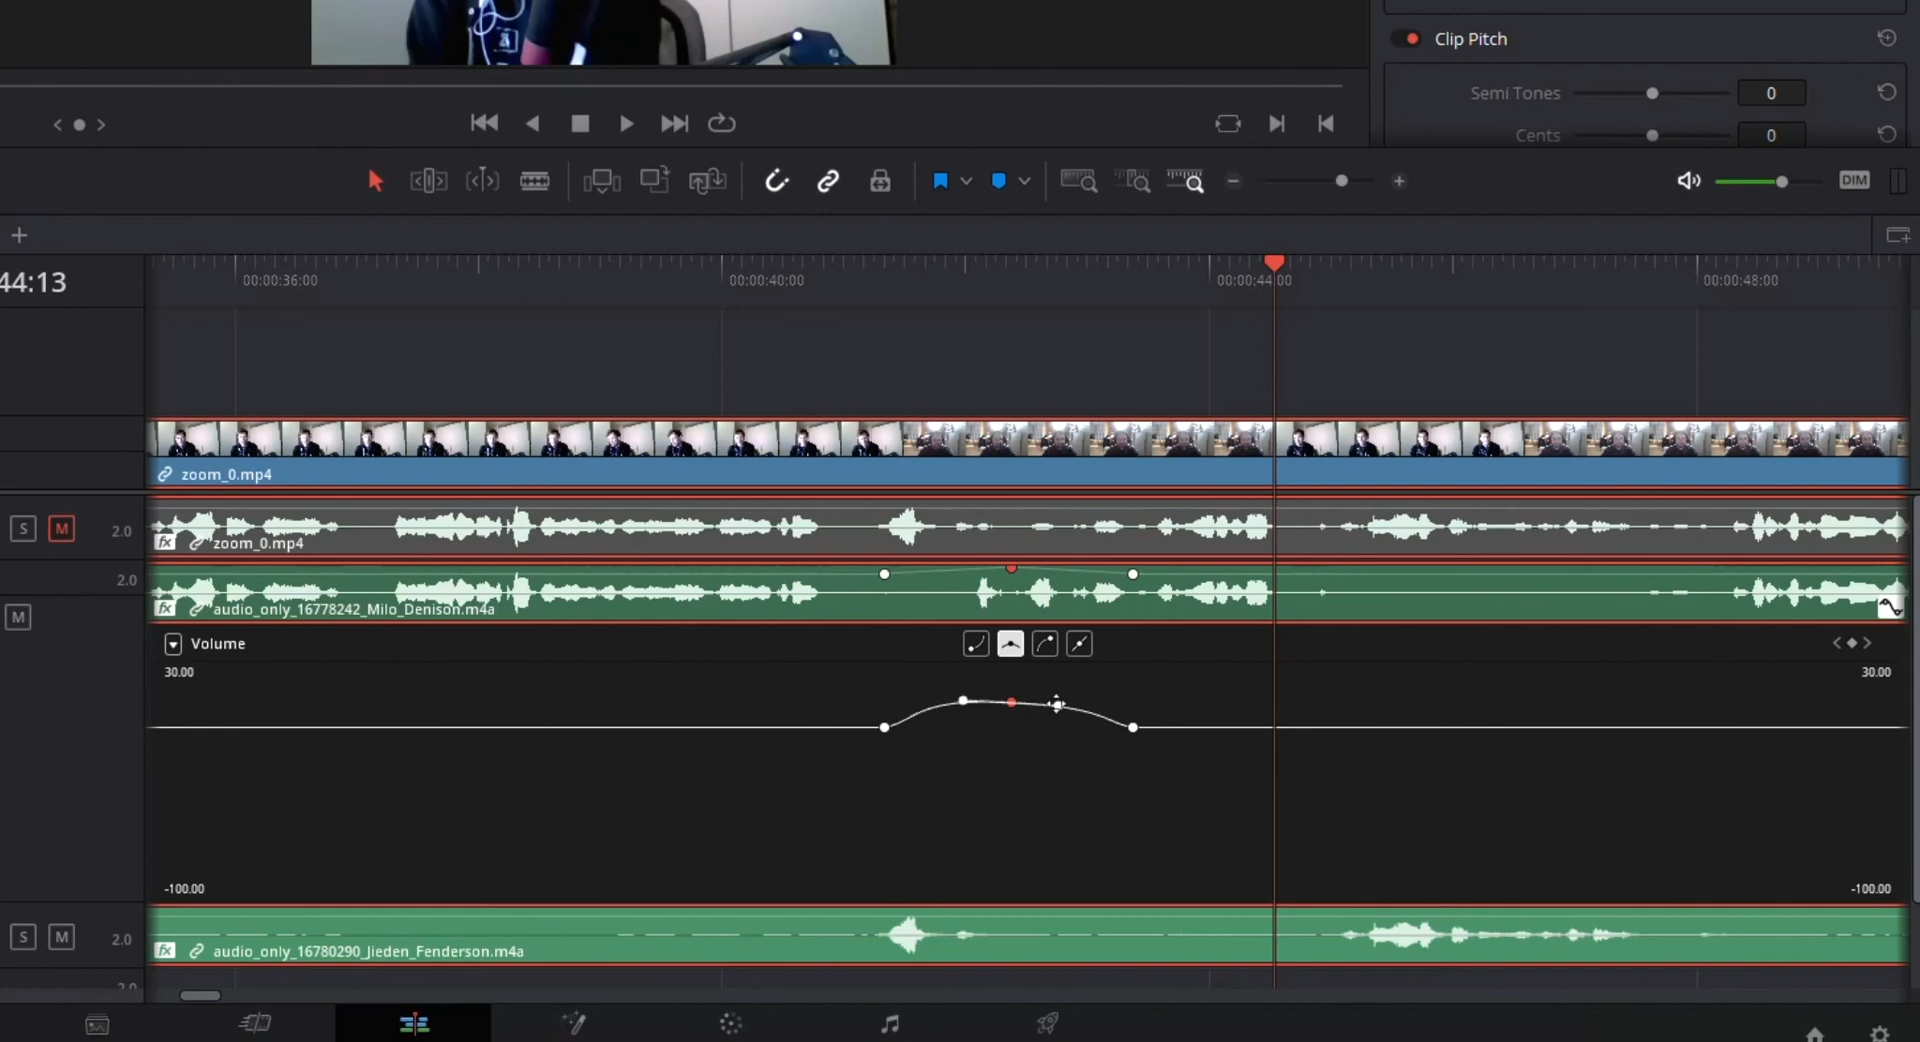 Clip Pitch
Semi Tones 0
Cents 0
DIM
44:13
00:00:36:00 00:00:40:00 00:00:44:00 00:00:48:00
zoom_0.mp4
S M 2.0
fx zoom_0.mp4
2.0
fx audio_only_16778242_Milo_Denison.m4a
M
Volume
30.00 30.00
-100.00 -100.00
S M 2.0
fx audio_only_16780290_Jieden_Fenderson.m4a
2.0